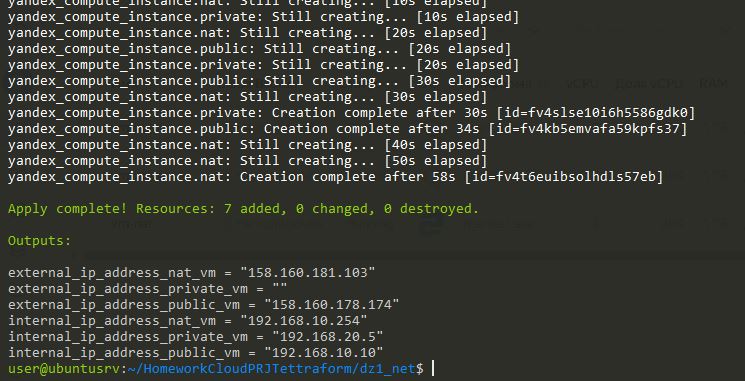 yandex_compute_instance.nat: Still creating... [10s elapsed]
yandex_compute_instance.private: Still creating... [10s elapsed]
yandex_compute_instance.nat: Still creating... [20s elapsed]
yandex_compute_instance.public: Still creating... [20s elapsed]
yandex_compute_instance.private: Still creating... [20s elapsed]
yandex_compute_instance.public: Still creating... [30s elapsed]
yandex_compute_instance.nat: Still creating... [30s elapsed]
yandex_compute_instance.private: Creation complete after 30s [id=fv4slse10i6h5586gdk0]
yandex_compute_instance.public: Creation complete after 34s [id=fv4kb5emvafa59kpfs37]
yandex_compute_instance.nat: Still creating... [40s elapsed]
yandex_compute_instance.nat: Still creating... [50s elapsed]
yandex_compute_instance.nat: Creation complete after 58s [id=fv4t6euibsolhdls57eb]
Apply complete! Resources: 7 added, 0 changed, 0 destroyed.
Outputs:
external_ip_address_nat_vm = "158.160.181.103"
external_ip_address_private_vm = ""
external_ip_address_public_vm = "158.160.178.174"
internal_ip_address_nat_vm = "192.168.10.254"
internal_ip_address_private_vm = "192.168.20.5"
internal_ip_address_public_vm = "192.168.10.10"
user@ubuntusrv:~/HomeworkCloudPRJTettraform/dz1_net$